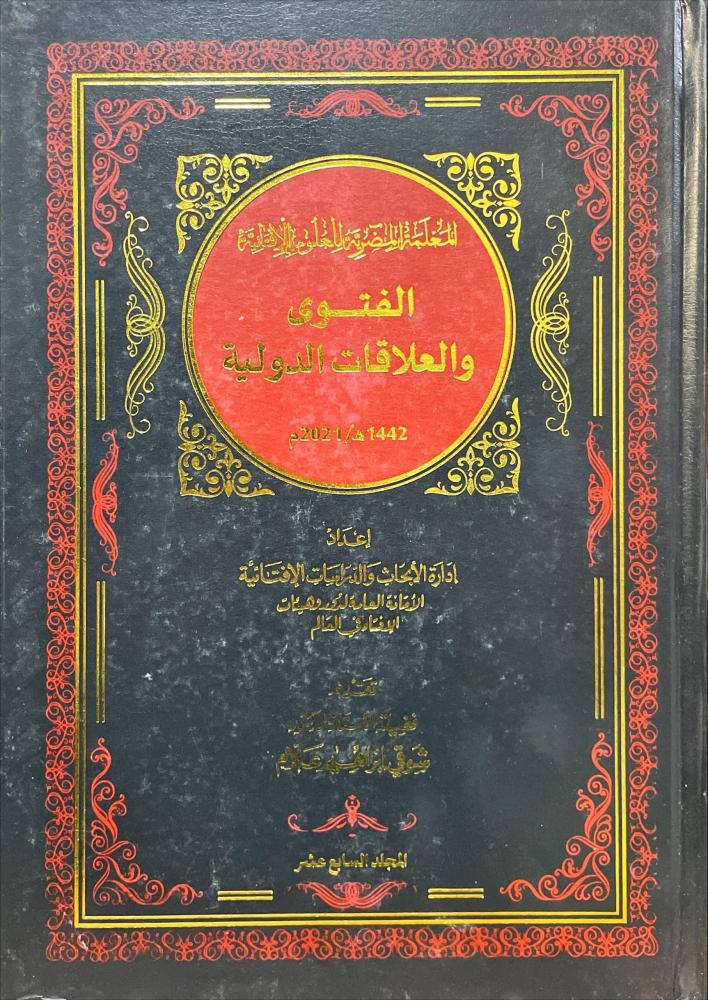 المعلمة المصرية للعلوم الإفتائية
الفتوى
والعلاقات الدولية
1442هـ/2021م
إعداد
إدارة الأبحاث والدراسات الإفتائية
الأمانة العامة لدور وهيئات
الإفتاء في العالم
تقديم
فضيلة الأستاذ الدكتور
شوقي إبراهيم علام
المجلد السابع عشر